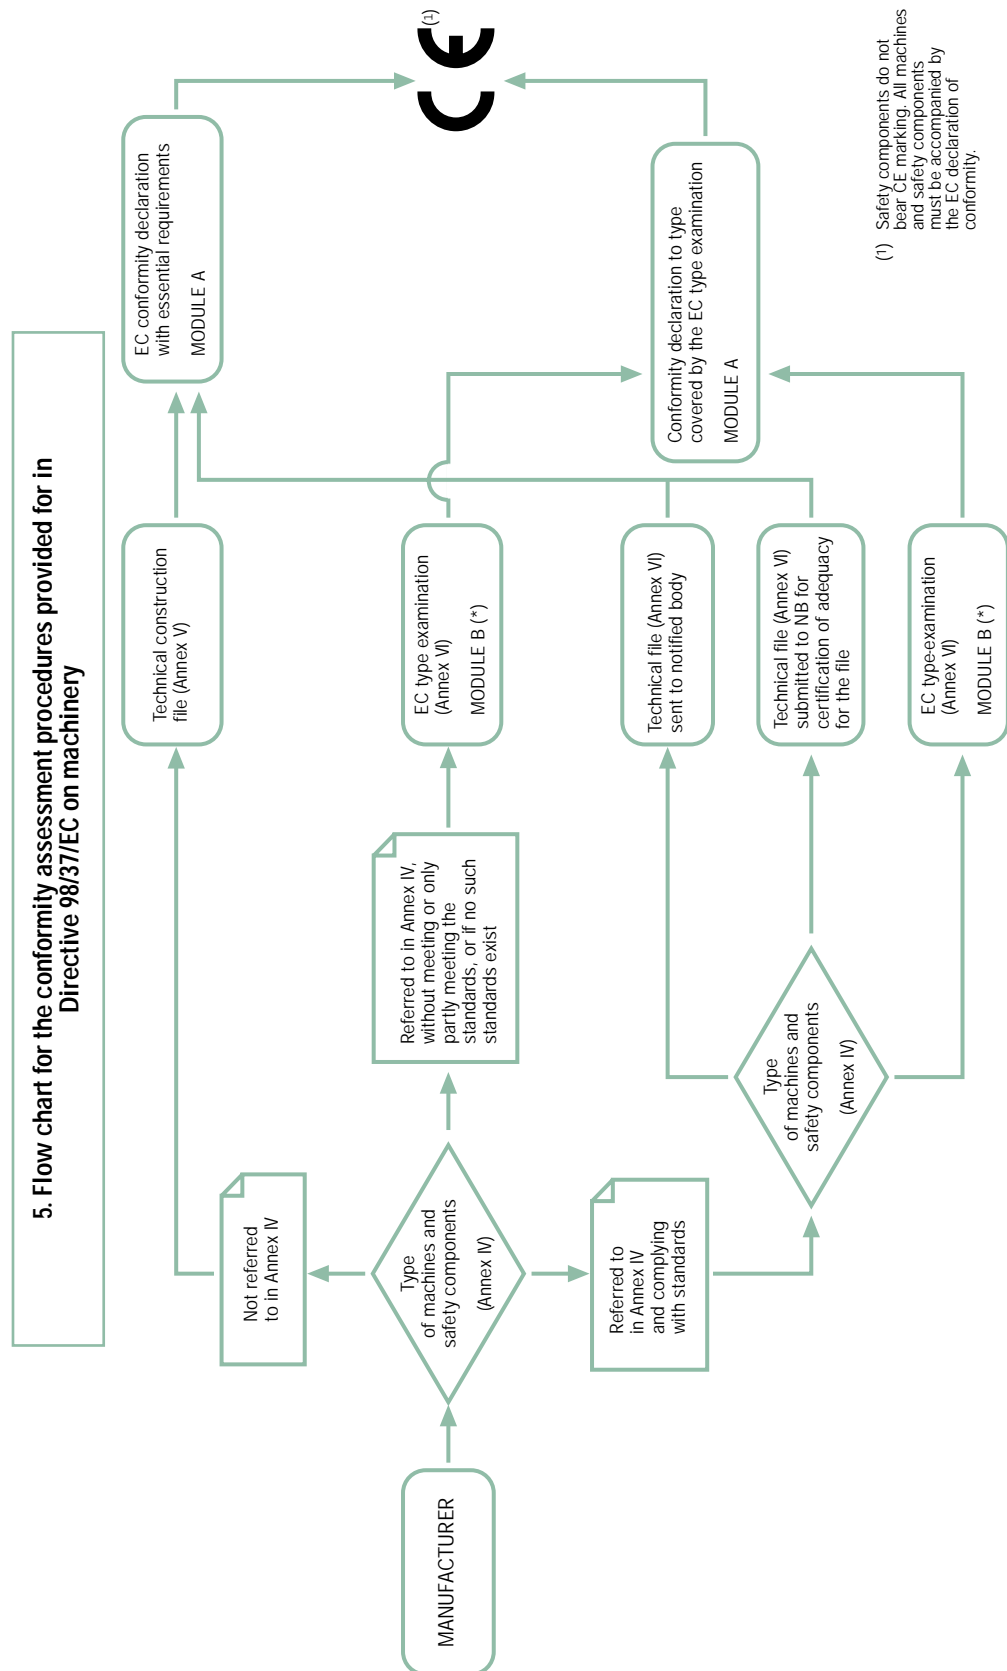 5. Flow chart for the conformity assessment procedures provided for in
Directive 98/37/EC on machinery
MANUFACTURER
Type
of machines and
safety components
(Annex IV)
Not referred
to in Annex IV
Referred to in Annex IV,
without meeting or only
partly meeting the
standards, or if no such
standards exist
Referred to
in Annex IV
and complying
with standards
Type
of machines and
safety components
(Annex IV)
Technical construction
file (Annex V)
EC type examination
(Annex VI)
MODULE B (*)
Technical file (Annex VI)
sent to notified body
Technical file (Annex VI)
submitted to NB for
certification of adequacy
for the file
EC type-examination
(Annex VI)
MODULE B (*)
EC conformity declaration
with essential requirements
MODULE A
Conformity declaration to type
covered by the EC type examination
MODULE A
CE (1)
(1) Safety components do not
bear CE marking. All machines
and safety components
must be accompanied by
the EC declaration of
conformity.